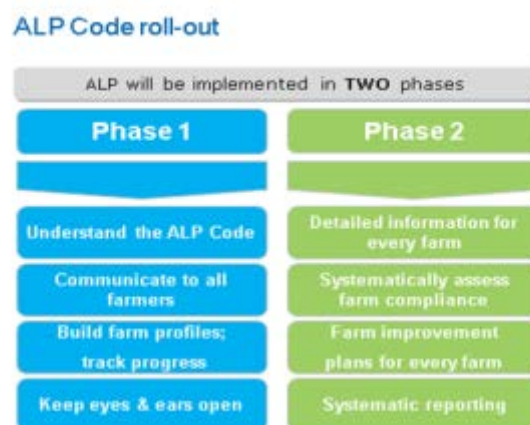 ALP Code roll-out
ALP will be implemented in TWO phases
Phase 1
Understand the ALP Code
Communicate to all
farmers
Build farm profiles;
track progress
Keep eyes & ears open
Phase 2
Detailed information for
every farm
Systematically assess
farm compliance
Farm improvement
plans for every farm
Systematic reporting